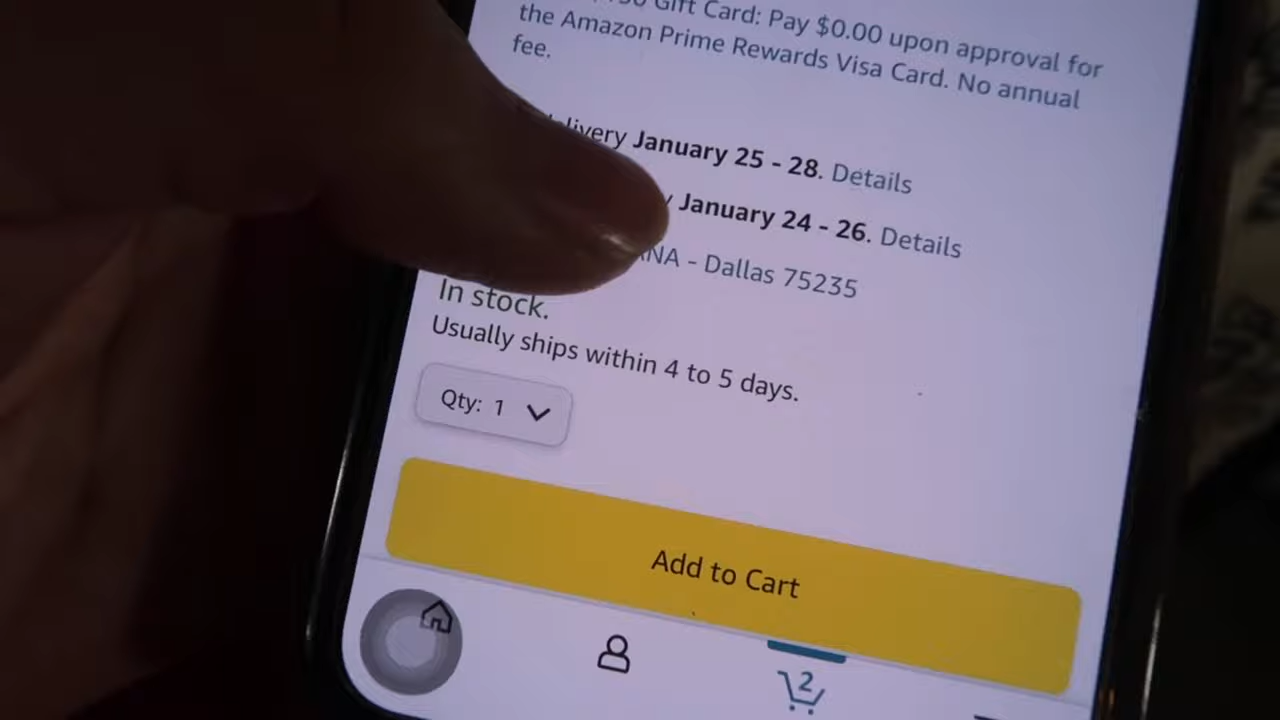 Gift Card: Pay $0.00 upon approval for
the Amazon Prime Rewards Visa Card. No annual
fee.
January 25 - 28. Details
January 24 - 26. Details
- Dallas 75235
In stock.
Usually ships within 4 to 5 days.
Qty: 1
Add to Cart
2